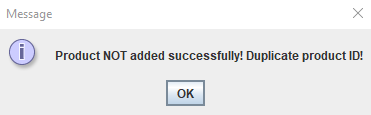 Message
Product NOT added successfully! Duplicate product ID!
OK